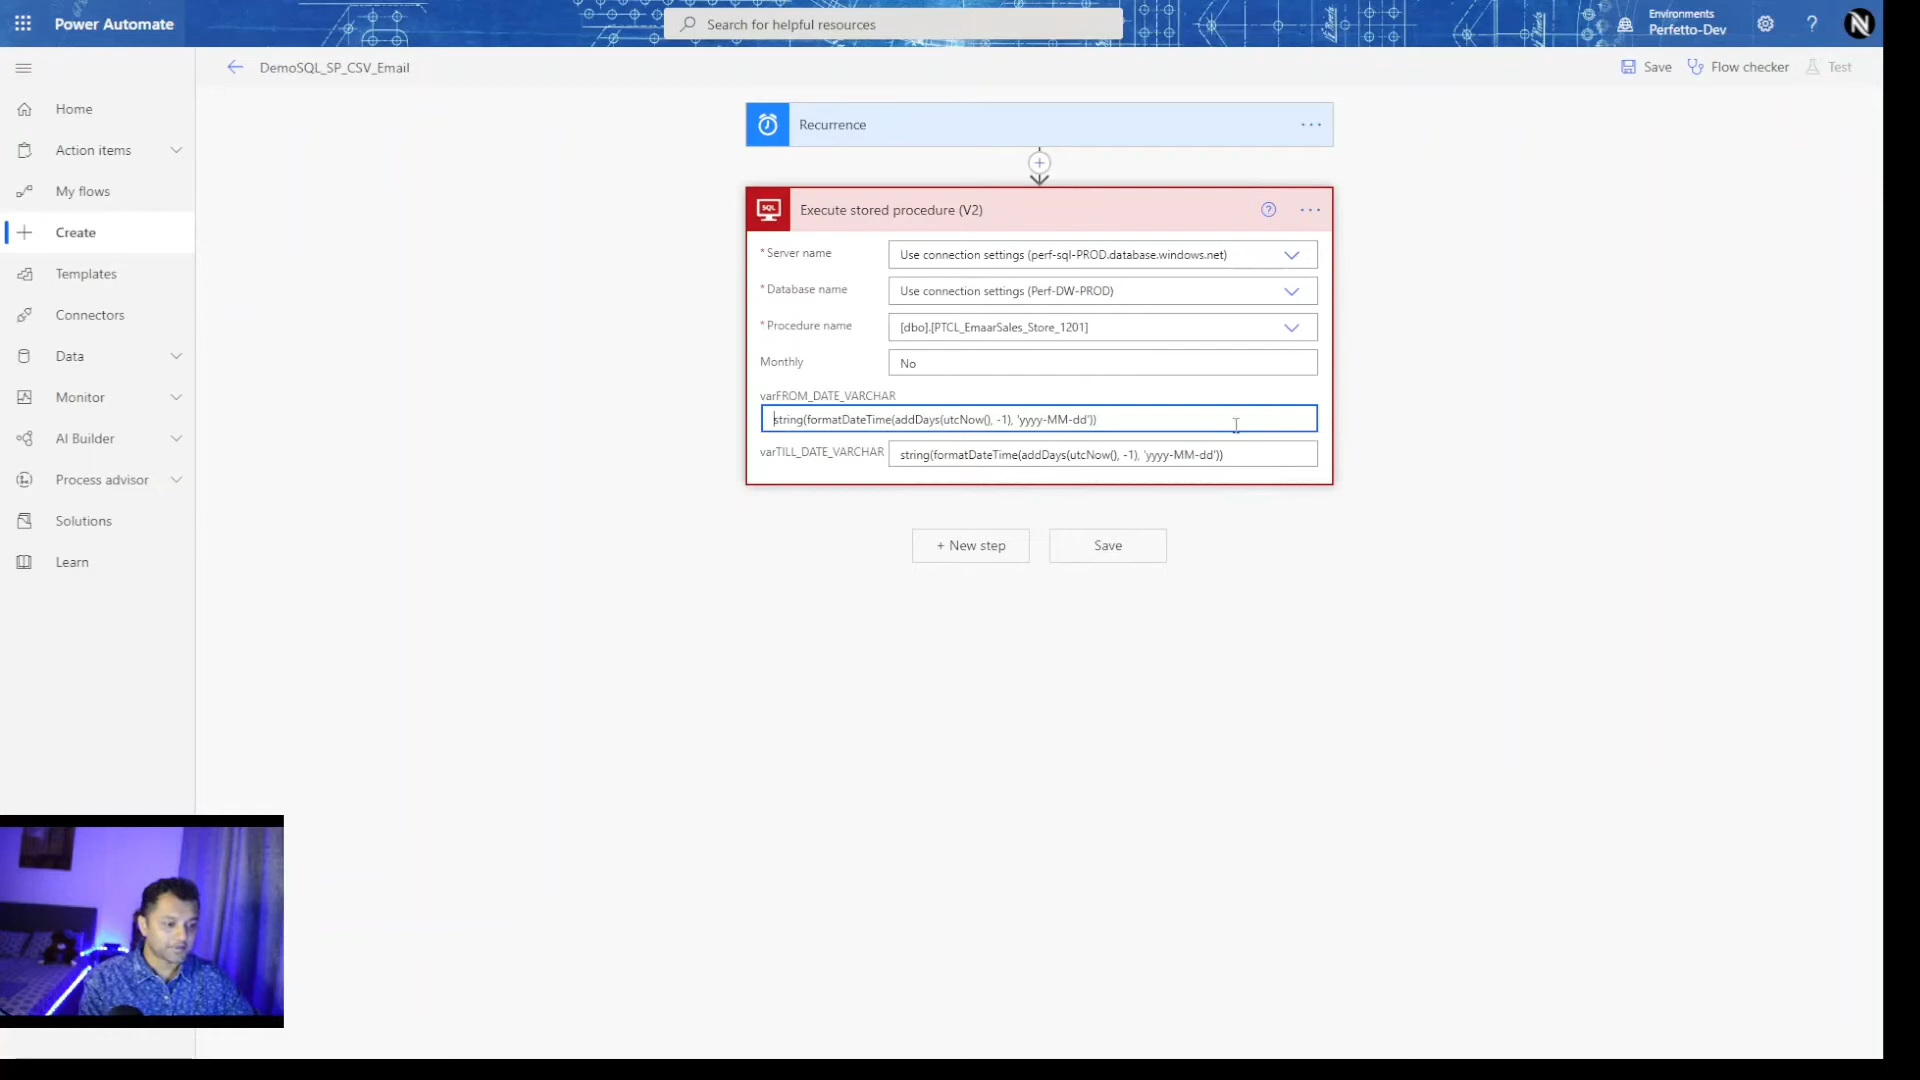 Power Automate
Search for helpful resources
Environments
Perfetto-Dev
?
DemoSQL_SP_CSV_Email
Save
Flow checker
Test
Home
Action items
My flows
Create
Templates
Connectors
Data
Monitor
AI Builder
Process advisor
Solutions
Learn
Recurrence
SQL
Execute stored procedure (V2)
?
* Server name
Use connection settings (perf-sql-PROD.database.windows.net)
* Database name
Use connection settings (Perf-DW-PROD)
* Procedure name
[dbo].[PTCL_EmaarSales_Store_1201]
Monthly
No
varFROM_DATE_VARCHAR
string(formatDateTime(addDays(utcNow(), -1), 'yyyy-MM-dd'))
varTILL_DATE_VARCHAR
string(formatDateTime(addDays(utcNow(), -1), 'yyyy-MM-dd'))
+ New step
Save